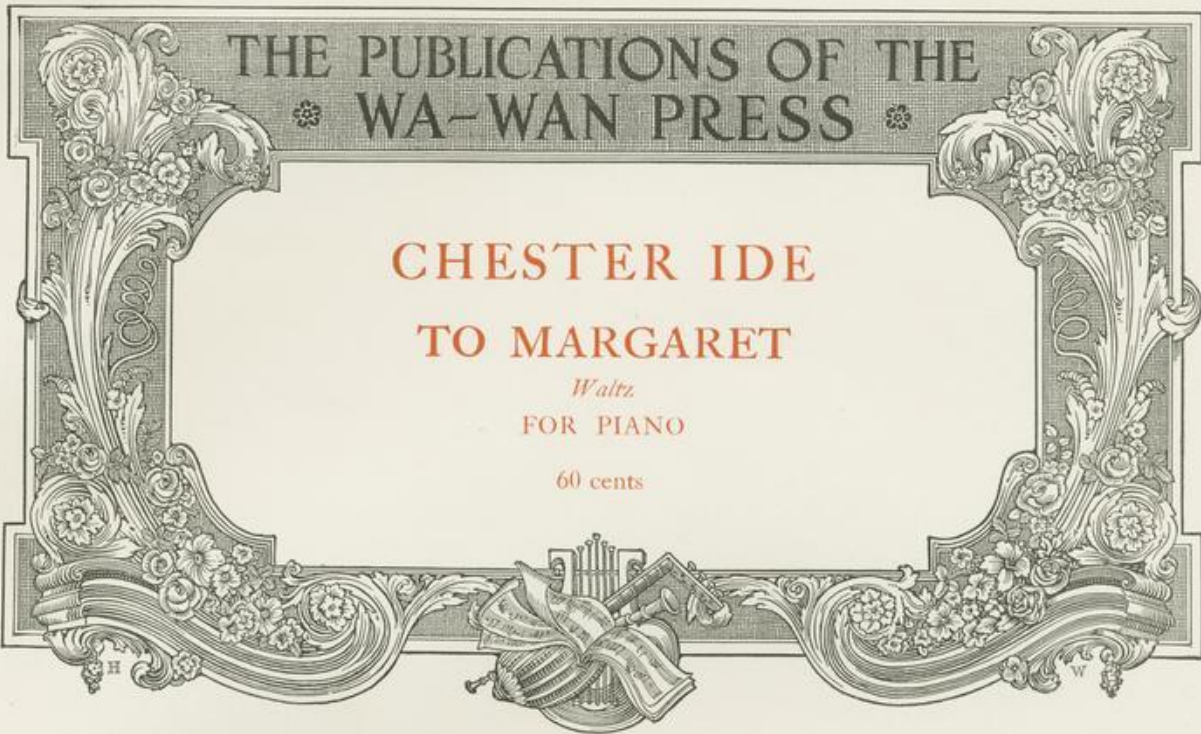 THE PUBLICATIONS OF THE
WA-WAN PRESS
CHESTER IDE
TO MARGARET
Waltz
FOR PIANO
60 cents
H
W